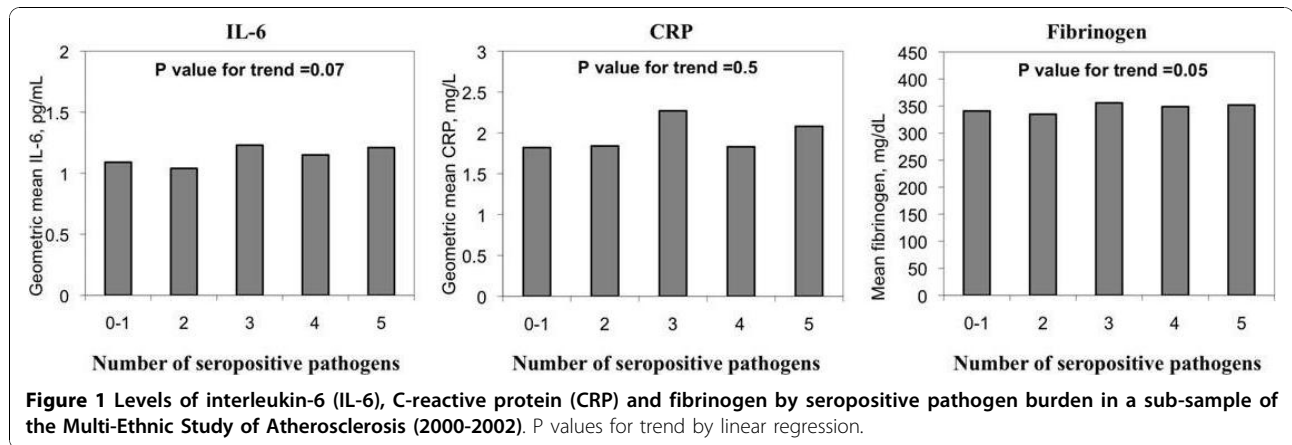 IL-6
P value for trend =0.07
Geometric mean IL-6, pg/mL
2
1.5
1
0.5
0
0-1 2 3 4 5
Number of seropositive pathogens
CRP
P value for trend =0.5
Geometric mean CRP, mg/L
3
2.5
2
1.5
1
0.5
0
0-1 2 3 4 5
Number of seropositive pathogens
Fibrinogen
P value for trend =0.05
Mean fibrinogen, mg/dL
450
400
350
300
250
200
150
100
50
0
0-1 2 3 4 5
Number of seropositive pathogens
Figure 1 Levels of interleukin-6 (IL-6), C-reactive protein (CRP) and fibrinogen by seropositive pathogen burden in a sub-sample of
the Multi-Ethnic Study of Atherosclerosis (2000-2002). P values for trend by linear regression.